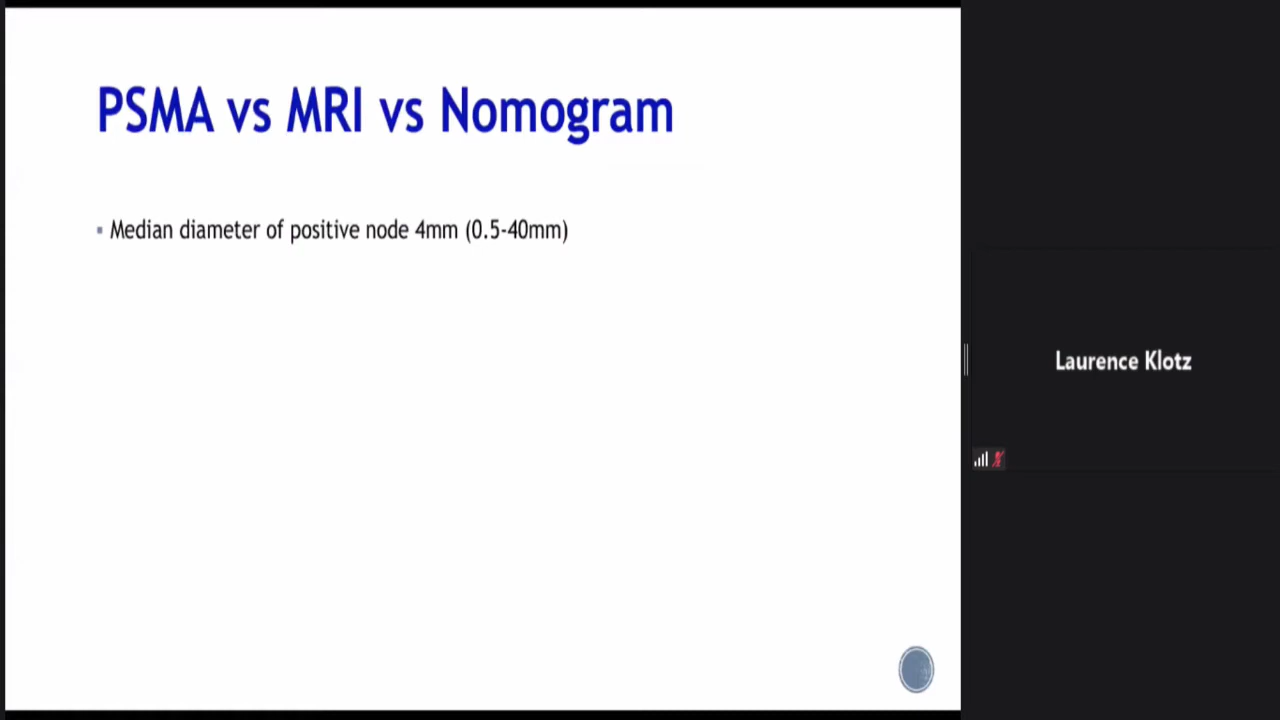 PSMA vs MRI vs Nomogram
Median diameter of positive node 4mm (0.5-40mm)
Laurence Klotz